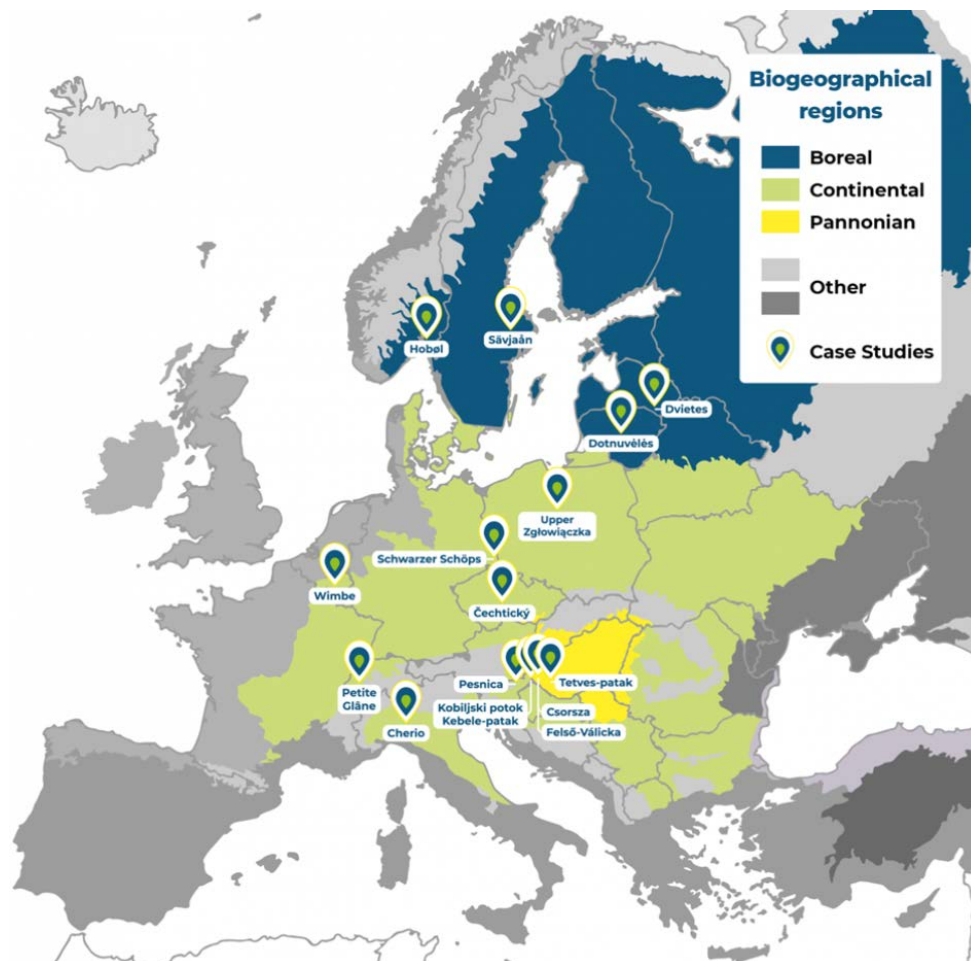 Biogeographical
regions
Boreal
Continental
Pannonian
Other
Case Studies
Hobøl
Sävjaån
Dvietes
Dotnuvėlės
Upper
Zgłowiączka
Schwarzer Schöps
Wimbe
Čechtický
Petite
Glâne
Cherio
Pesnica
Tetves-patak
Kobiljski potok
Kebele-patak
Csorsza
Felső-Válicka